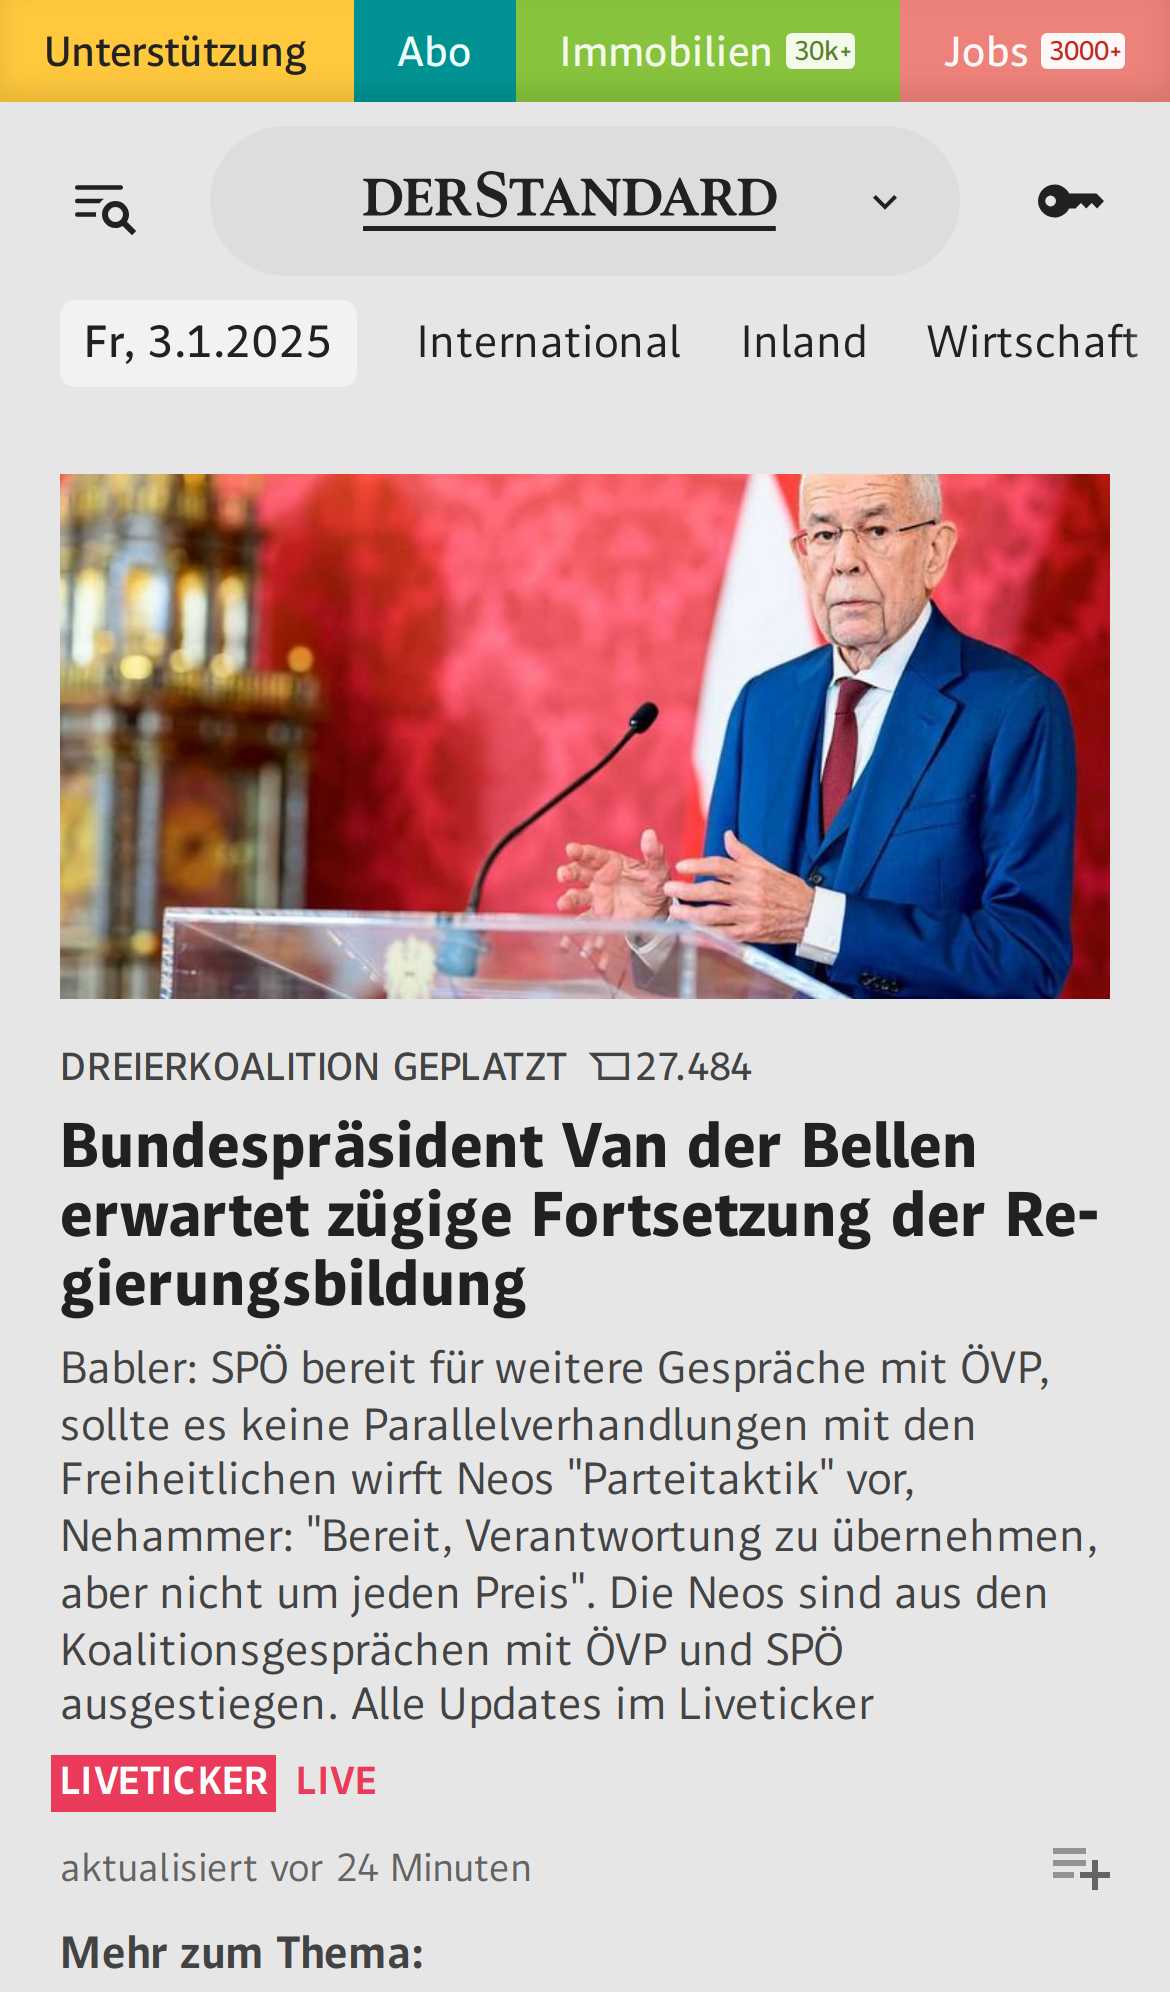 Unterstützung Abo Immobilien 30k+ Jobs 3000+
DERSTANDARD
Fr, 3.1.2025 International Inland Wirtschaft
DREIERKOALITION GEPLATZT 27.484
Bundespräsident Van der Bellen
erwartet zügige Fortsetzung der Re-
gierungsbildung
Babler: SPÖ bereit für weitere Gespräche mit ÖVP,
sollte es keine Parallelverhandlungen mit den
Freiheitlichen wirft Neos "Parteitaktik" vor,
Nehammer: "Bereit, Verantwortung zu übernehmen,
aber nicht um jeden Preis". Die Neos sind aus den
Koalitionsgesprächen mit ÖVP und SPÖ
ausgestiegen. Alle Updates im Liveticker
LIVETICKER LIVE
aktualisiert vor 24 Minuten
Mehr zum Thema: